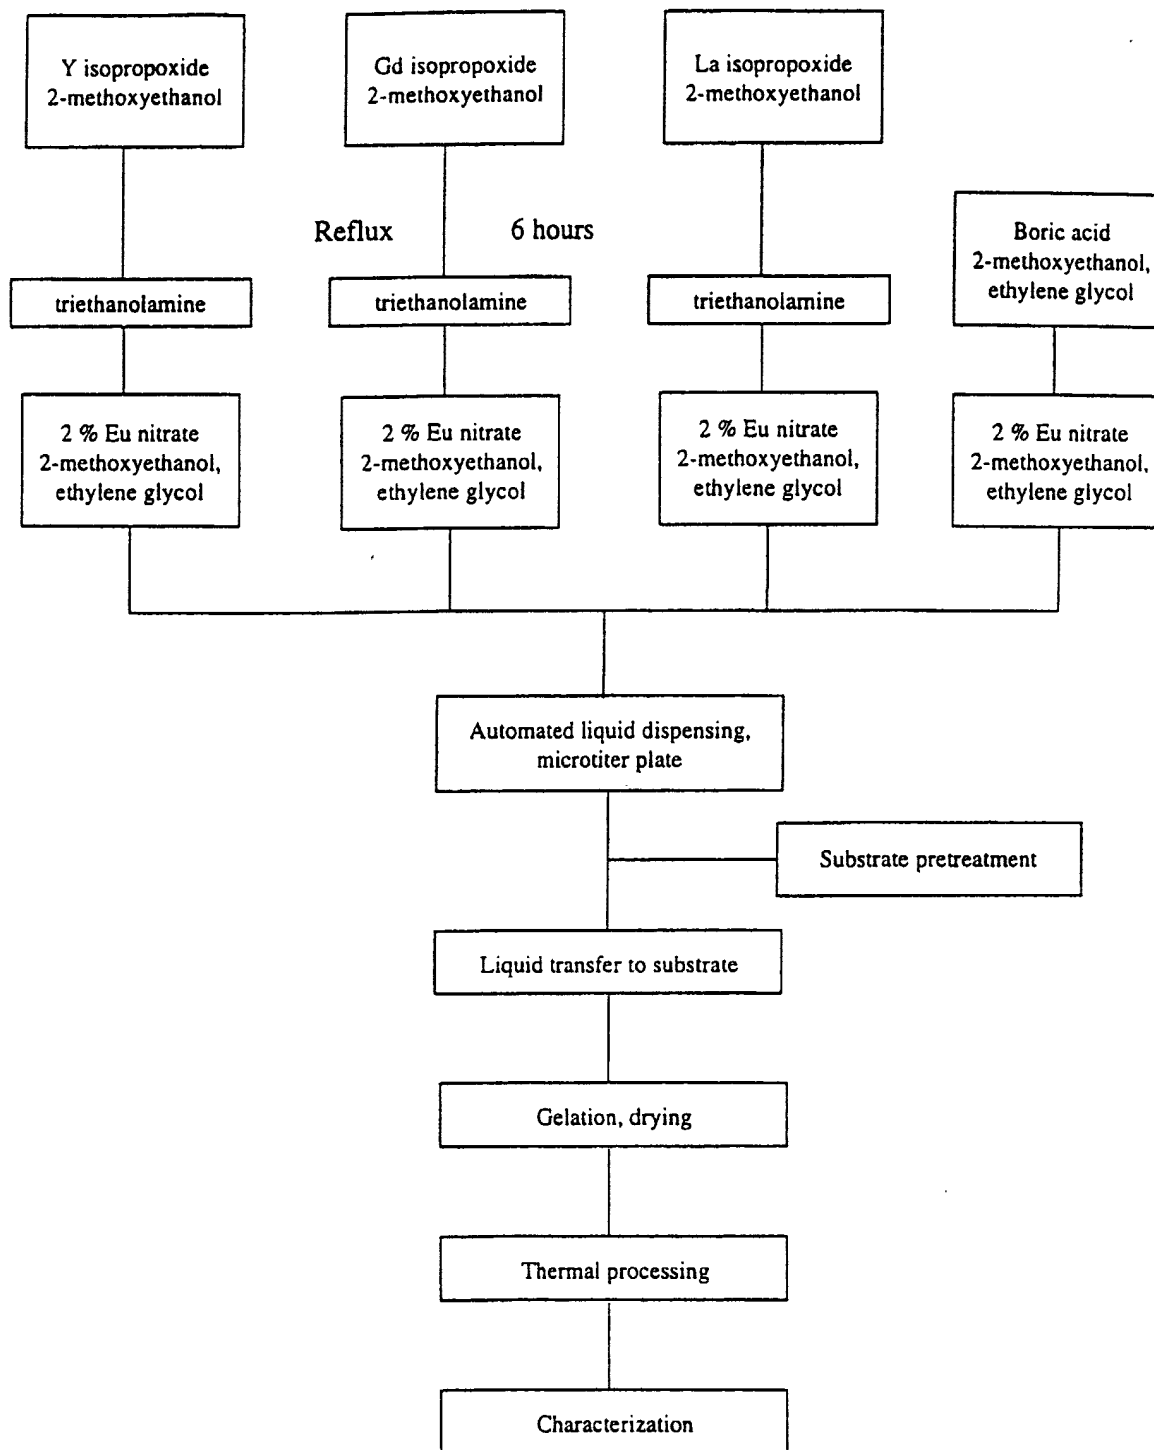 Y isopropoxide
2-methoxyethanol
Gd isopropoxide
2-methoxyethanol
La isopropoxide
2-methoxyethanol
Reflux 6 hours
Boric acid
2-methoxyethanol,
ethylene glycol
triethanolamine
triethanolamine
triethanolamine
2 % Eu nitrate
2-methoxyethanol,
ethylene glycol
2 % Eu nitrate
2-methoxyethanol,
ethylene glycol
2 % Eu nitrate
2-methoxyethanol,
ethylene glycol
2 % Eu nitrate
2-methoxyethanol,
ethylene glycol
Automated liquid dispensing,
microtiter plate
Substrate pretreatment
Liquid transfer to substrate
Gelation, drying
Thermal processing
Characterization